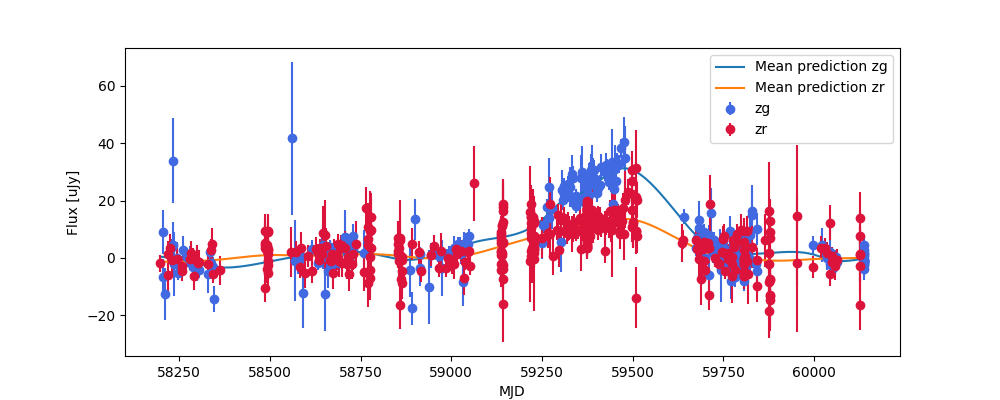 Mean prediction zg
Mean prediction zr
zg
zr
Flux [uJy]
60
40
20
0
−20
58250 58500 58750 59000 59250 59500 59750 60000
MJD